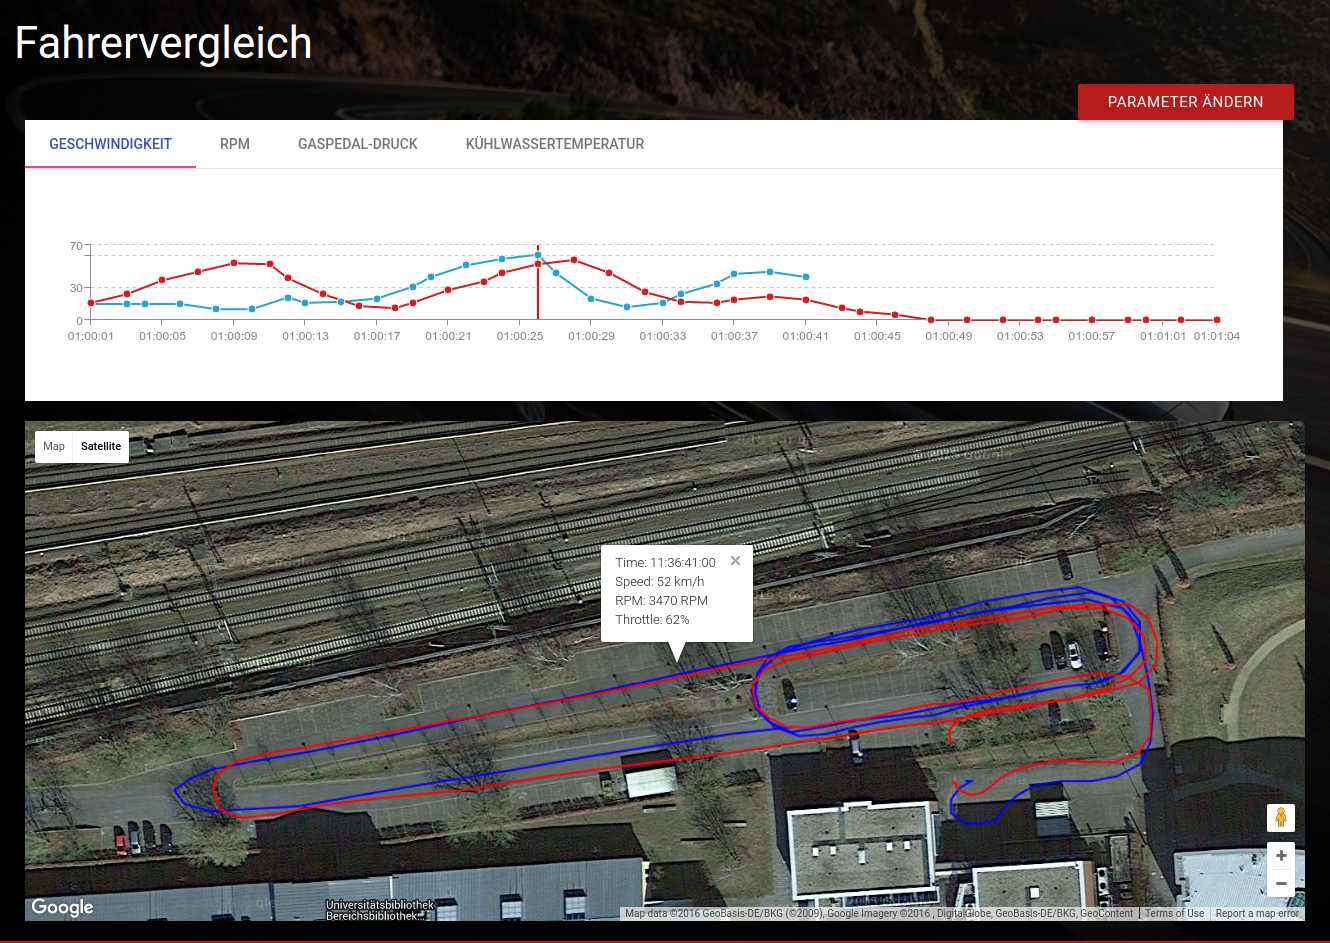 Fahrervergleich
PARAMETER ÄNDERN
GESCHWINDIGKEIT RPM GASPEDAL-DRUCK KÜHLWASSERTEMPERATUR
70
30
0
01:00:01 01:00:05 01:00:09 01:00:13 01:00:17 01:00:21 01:00:25 01:00:29 01:00:33 01:00:37 01:00:41 01:00:45 01:00:49 01:00:53 01:00:57 01:01:01 01:01:04
Map Satellite
Time: 11:36:41:00
Speed: 52 km/h
RPM: 3470 RPM
Throttle: 62%
Universitätsbibliothek
Bereichsbibliothek...
Google
Map data ©2016 GeoBasis-DE/BKG (©2009), Google Imagery ©2016 , DigitalGlobe, GeoBasis-DE/BKG, GeoContent Terms of Use Report a map error